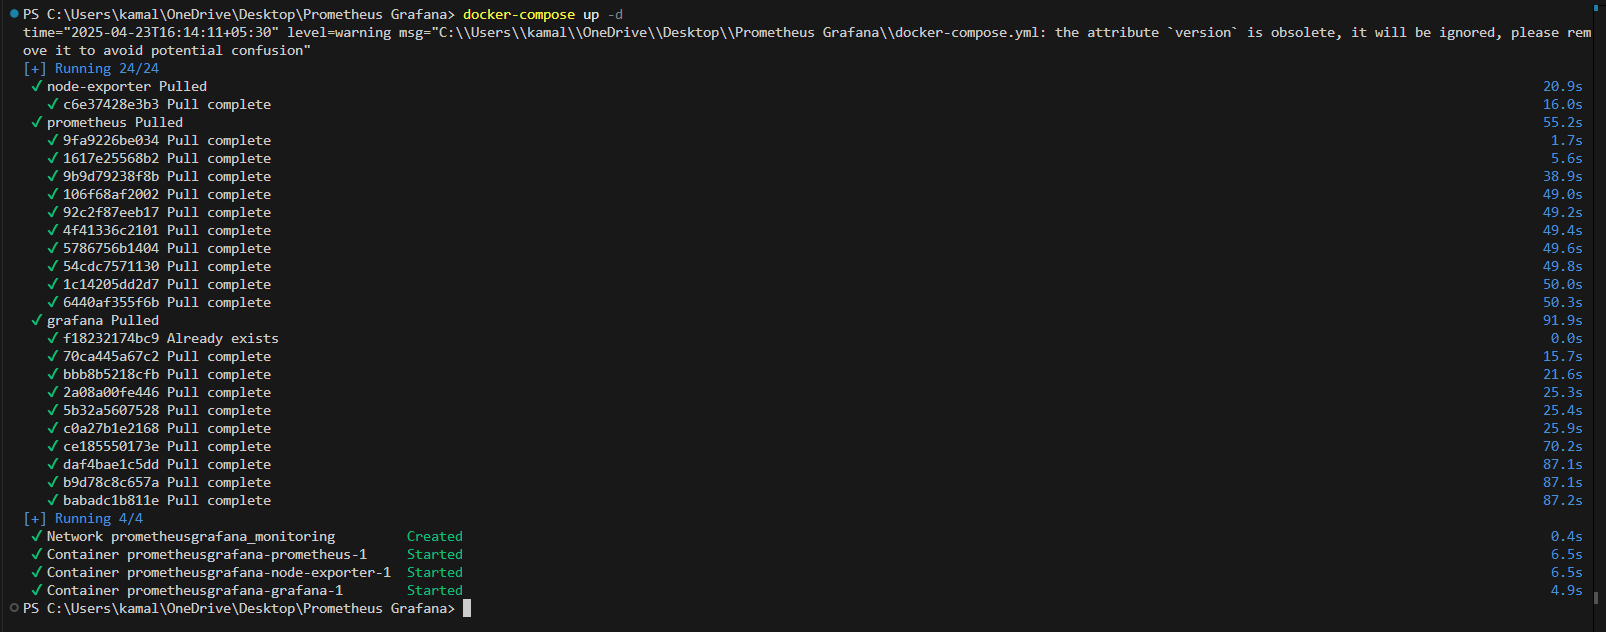 PS C:\Users\kamal\OneDrive\Desktop\Prometheus Grafana> docker-compose up -d
time="2025-04-23T16:14:11+05:30" level=warning msg="C:\\Users\\kamal\\OneDrive\\Desktop\\Prometheus Grafana\\docker-compose.yml: the attribute `version` is obsolete, it will be ignored, please rem
ove it to avoid potential confusion"
[+] Running 24/24
✓ node-exporter Pulled 20.9s
✓ c6e37428e3b3 Pull complete 16.0s
✓ prometheus Pulled 55.2s
✓ 9fa9226be034 Pull complete 1.7s
✓ 1617e25568b2 Pull complete 5.6s
✓ 9b9d79238f8b Pull complete 38.9s
✓ 106f68af2002 Pull complete 49.0s
✓ 92c2f87eeb17 Pull complete 49.2s
✓ 4f41336c2101 Pull complete 49.4s
✓ 5786756b1404 Pull complete 49.6s
✓ 54cdc7571130 Pull complete 49.8s
✓ 1c14205dd2d7 Pull complete 50.0s
✓ 6440af355f6b Pull complete 50.3s
✓ grafana Pulled 91.9s
✓ f18232174bc9 Already exists 0.0s
✓ 70ca445a67c2 Pull complete 15.7s
✓ bbb8b5218cfb Pull complete 21.6s
✓ 2a08a00fe446 Pull complete 25.3s
✓ 5b32a5607528 Pull complete 25.4s
✓ c0a27b1e2168 Pull complete 25.9s
✓ ce185550173e Pull complete 70.2s
✓ daf4bae1c5dd Pull complete 87.1s
✓ b9d78c8c657a Pull complete 87.1s
✓ babadc1b811e Pull complete 87.2s
[+] Running 4/4
✓ Network prometheusgrafana_monitoring Created 0.4s
✓ Container prometheusgrafana-prometheus-1 Started 6.5s
✓ Container prometheusgrafana-node-exporter-1 Started 6.5s
✓ Container prometheusgrafana-grafana-1 Started 4.9s
PS C:\Users\kamal\OneDrive\Desktop\Prometheus Grafana>